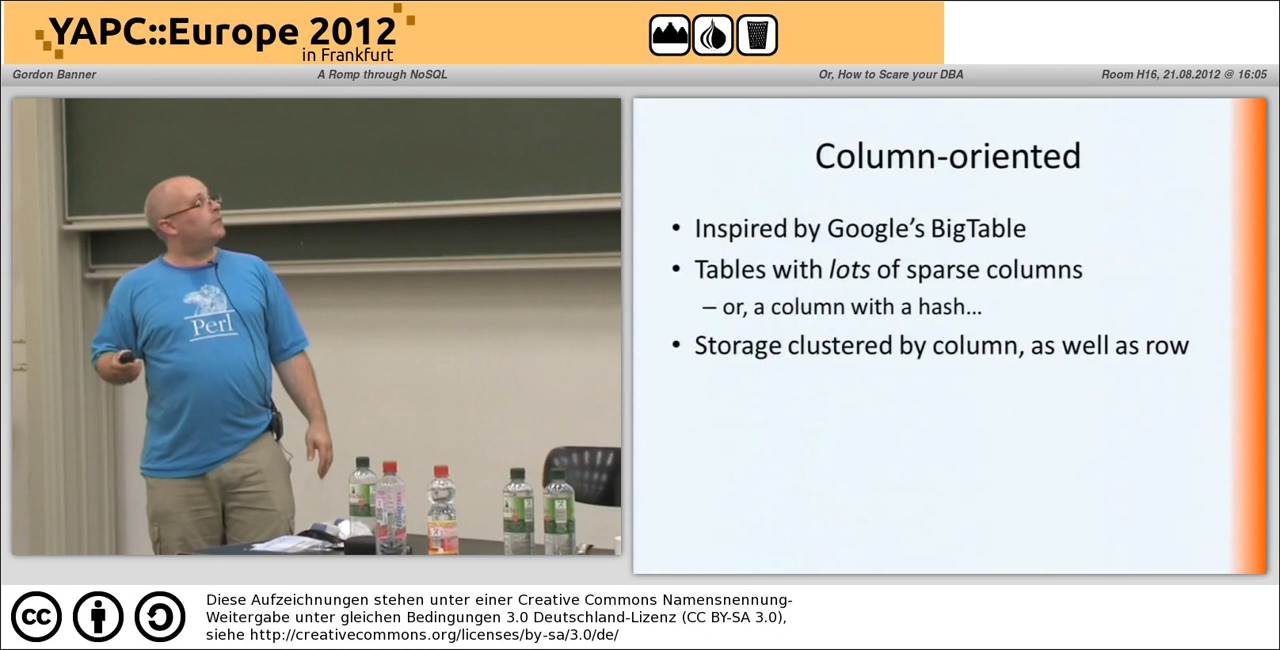 YAPC::Europe 2012
in Frankfurt
Gordon Banner
A Romp through NoSQL
Or, How to Scare your DBA
Room H16, 21.08.2012 @ 16:05
Perl
Column-oriented
• Inspired by Google’s BigTable
• Tables with lots of sparse columns
– or, a column with a hash…
• Storage clustered by column, as well as row
cc
Diese Aufzeichnungen stehen unter einer Creative Commons Namensnennung-
Weitergabe unter gleichen Bedingungen 3.0 Deutschland-Lizenz (CC BY-SA 3.0),
siehe http://creativecommons.org/licenses/by-sa/3.0/de/